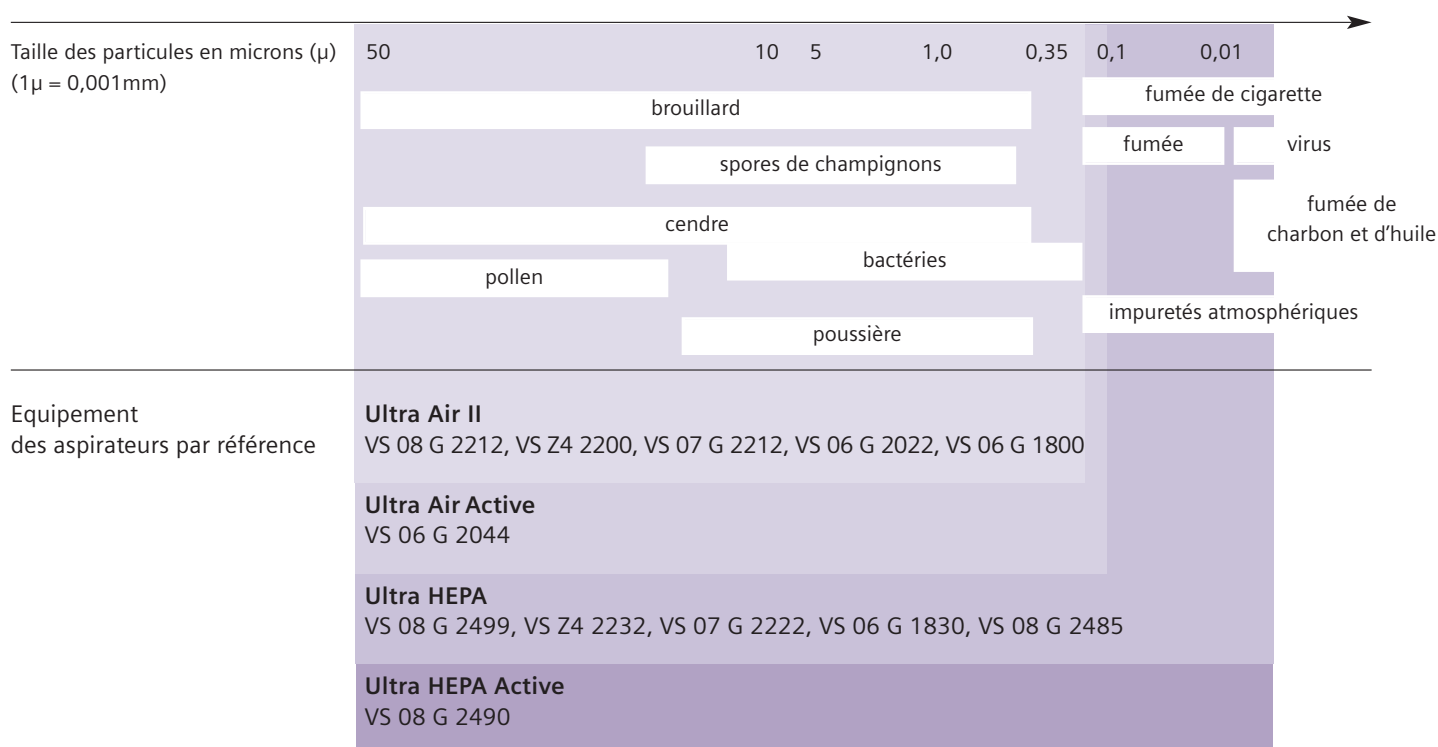 Taille des particules en microns (μ)
(1μ = 0,001mm)
50 10 5 1,0 0,35 0,1 0,01
fumée de cigarette
brouillard
fumée
virus
spores de champignons
fumée de
charbon et d'huile
cendre
bactéries
pollen
impuretés atmosphériques
poussière
Equipement
des aspirateurs par référence
Ultra Air II
VS 08 G 2212, VS Z4 2200, VS 07 G 2212, VS 06 G 2022, VS 06 G 1800
Ultra Air Active
VS 06 G 2044
Ultra HEPA
VS 08 G 2499, VS Z4 2232, VS 07 G 2222, VS 06 G 1830, VS 08 G 2485
Ultra HEPA Active
VS 08 G 2490